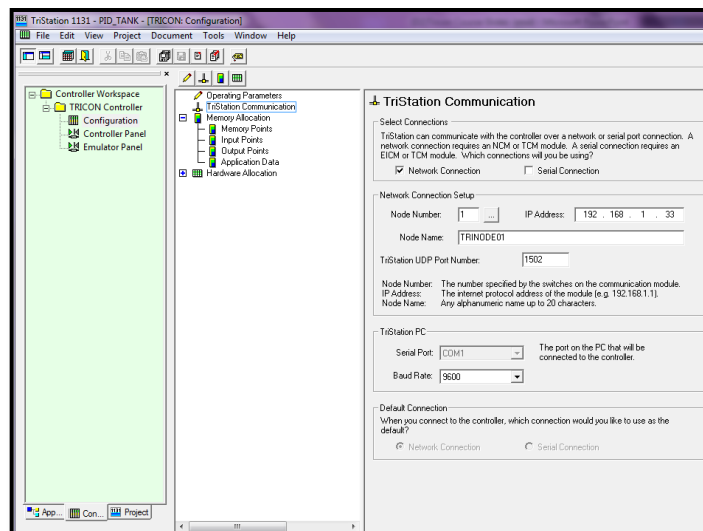 TriStation 1131 - PID_TANK - [TRICON: Configuration]
File Edit View Project Document Tools Window Help
Controller Workspace
TRICON Controller
Configuration
Controller Panel
Emulator Panel
App... Con... Project
Operating Parameters
TriStation Communication
Memory Allocation
Memory Points
Input Points
Output Points
Application Data
Hardware Allocation
TriStation Communication
Select Connections
TriStation can communicate with the controller over a network or serial port connection. A
network connection requires an NCM or TCM module. A serial connection requires an
EICM or TCM module. Which connections will you be using?
Network Connection Serial Connection
Network Connection Setup
Node Number: 1 ... IP Address: 192 . 168 . 1 . 33
Node Name: TRINODE01
TriStation UDP Port Number: 1502
Node Number: The number specified by the switches on the communication module.
IP Address: The internet protocol address of the module (e.g. 192.168.1.1).
Node Name: Any alphanumeric name up to 20 characters.
TriStation PC
Serial Port: COM1 The port on the PC that will be
connected to the controller.
Baud Rate: 9600
Default Connection
When you connect to the controller, which connection would you like to use as the
default?
Network Connection Serial Connection